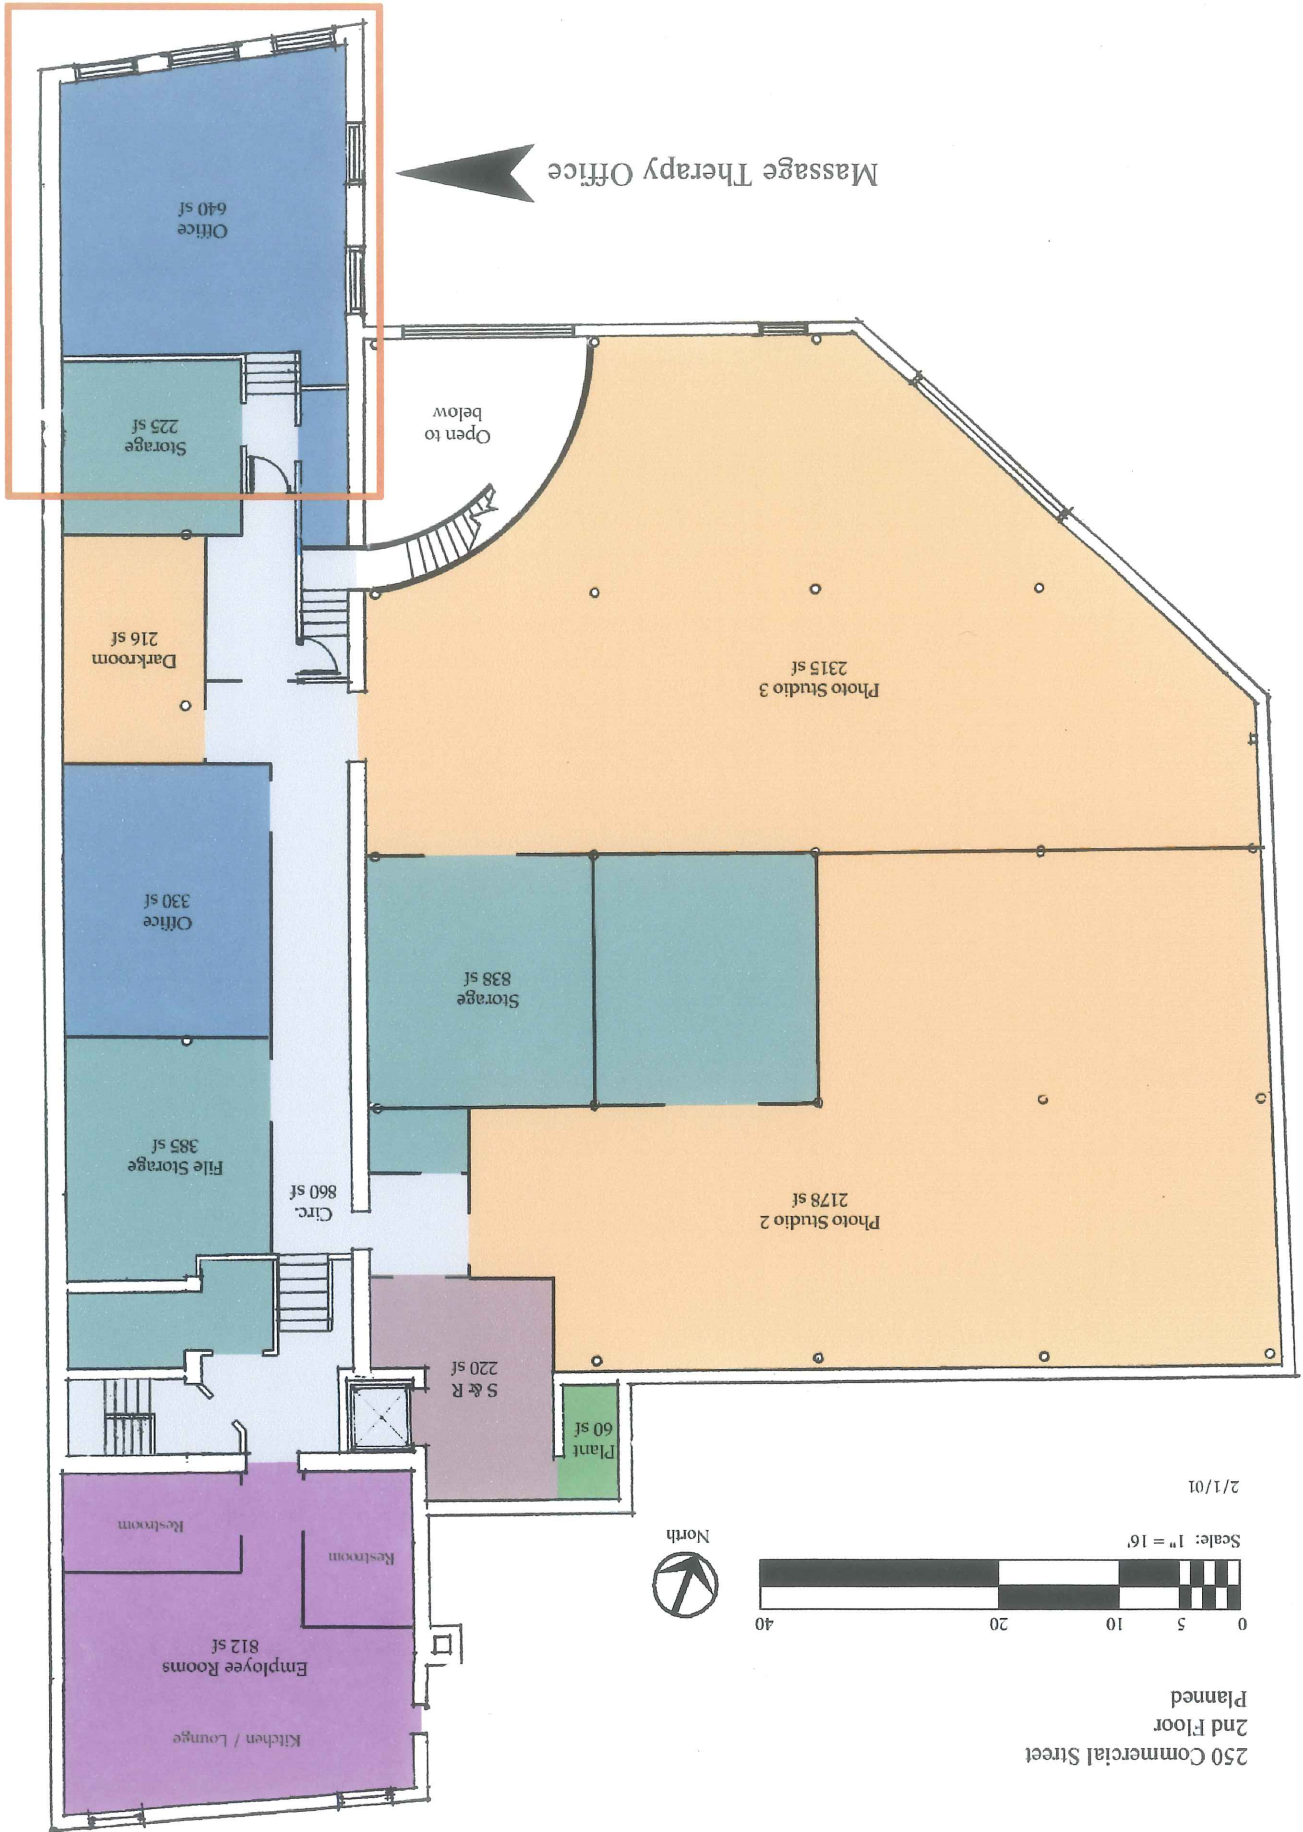 250 Commercial Street
2nd Floor
Planned
0
5
10
20
40
Scale: 1" = 16'
2/1/01
North
Kitchen / Lounge
Employee Rooms
812 sf
Restroom
Restroom
Plant
60 sf
S & R
220 sf
Photo Studio 2
2178 sf
Circ.
860 sf
File Storage
385 sf
Storage
838 sf
Office
330 sf
Photo Studio 3
2315 sf
Darkroom
216 sf
Open to
below
Storage
225 sf
Office
640 sf
Massage Therapy Office